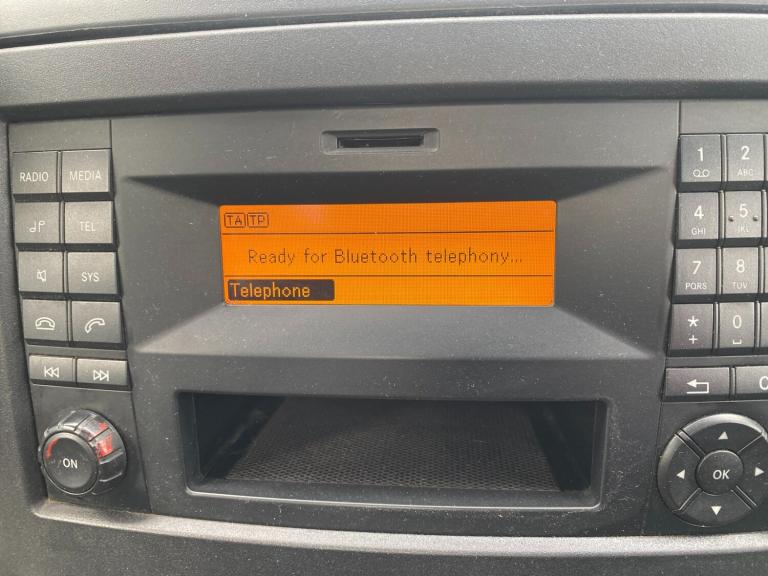 RADIO MEDIA
TEL
SYS
ON
TA TP
Ready for Bluetooth telephony...
Telephone
1 2
ABC
4 5
GHI JKL
7 8
PQRS TUV
* 0
+
C
OK